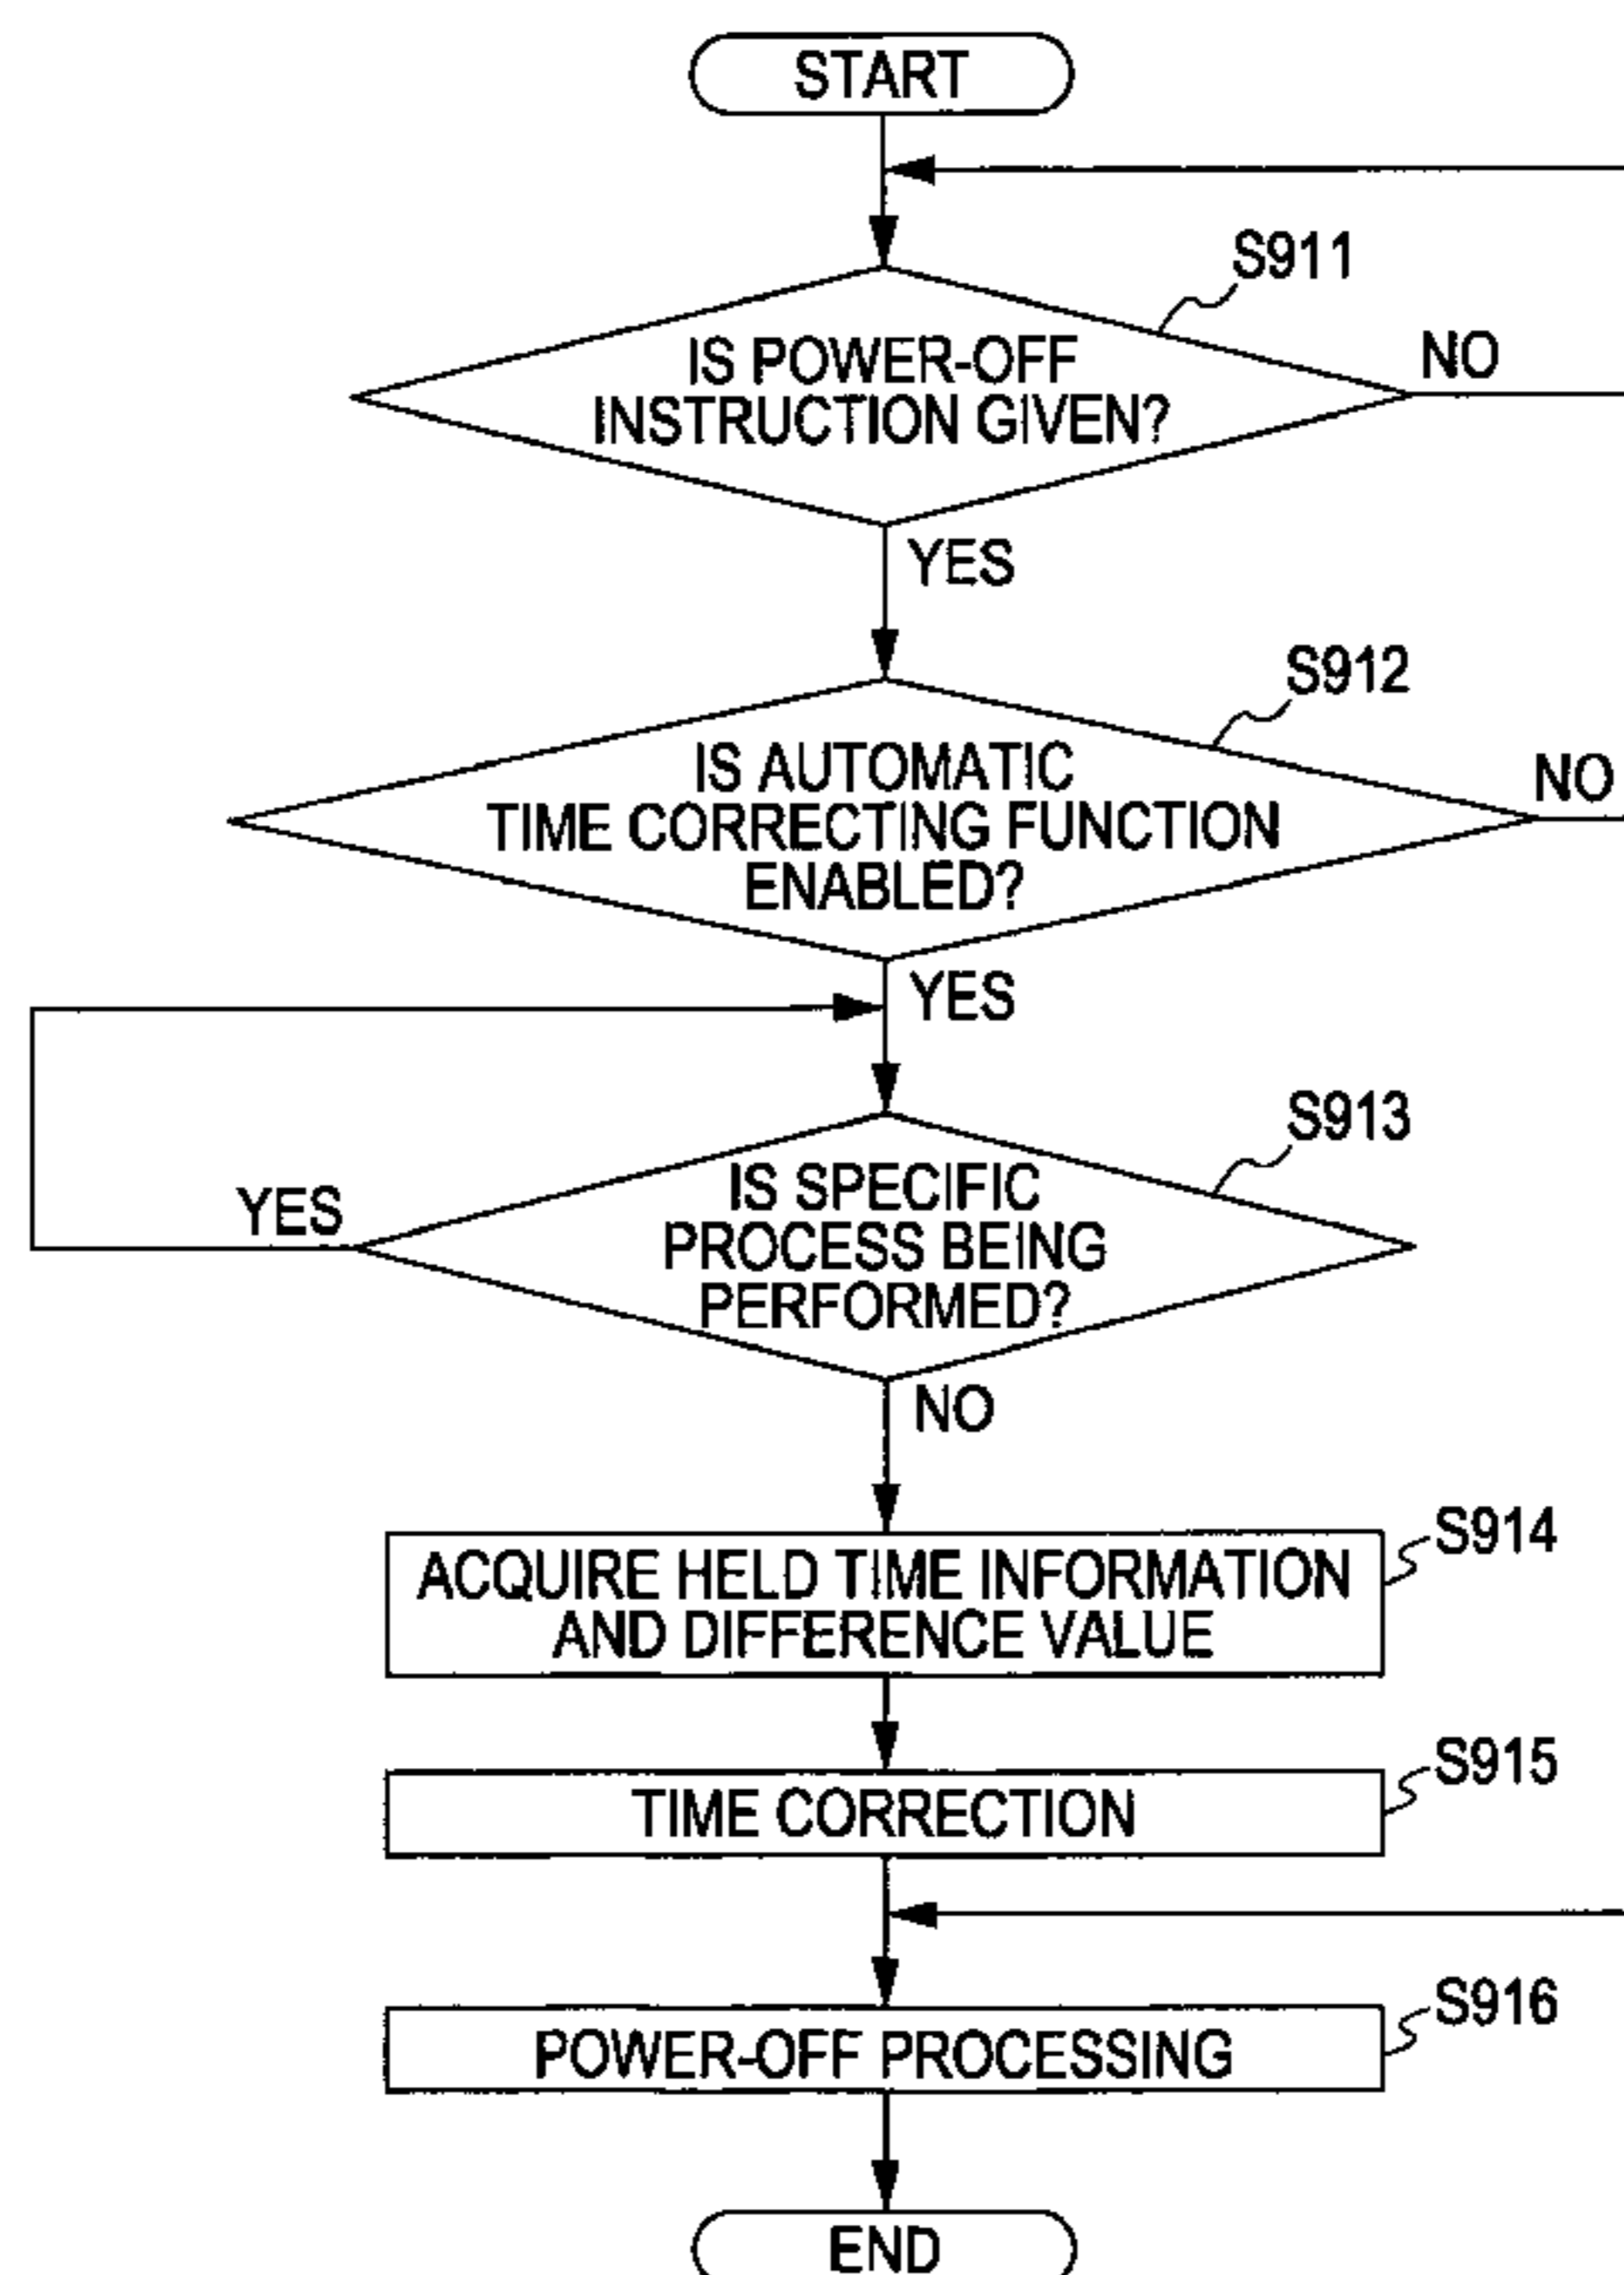 START
S911
IS POWER-OFF
INSTRUCTION GIVEN?
NO
YES
S912
IS AUTOMATIC
TIME CORRECTING FUNCTION
ENABLED?
NO
YES
S913
IS SPECIFIC
PROCESS BEING
PERFORMED?
YES
NO
S914
ACQUIRE HELD TIME INFORMATION
AND DIFFERENCE VALUE
S915
TIME CORRECTION
S916
POWER-OFF PROCESSING
END